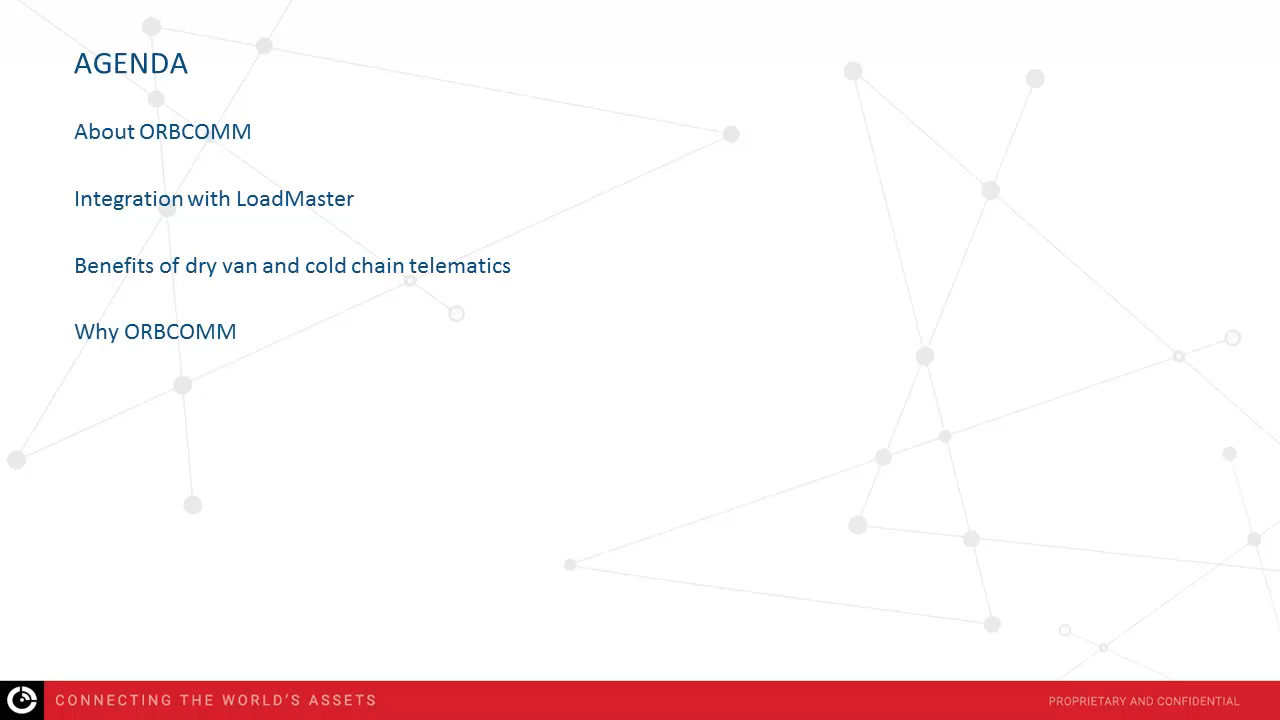 AGENDA
About ORBCOMM
Integration with LoadMaster
Benefits of dry van and cold chain telematics
Why ORBCOMM
CONNECTING THE WORLD'S ASSETS
PROPRIETARY AND CONFIDENTIAL